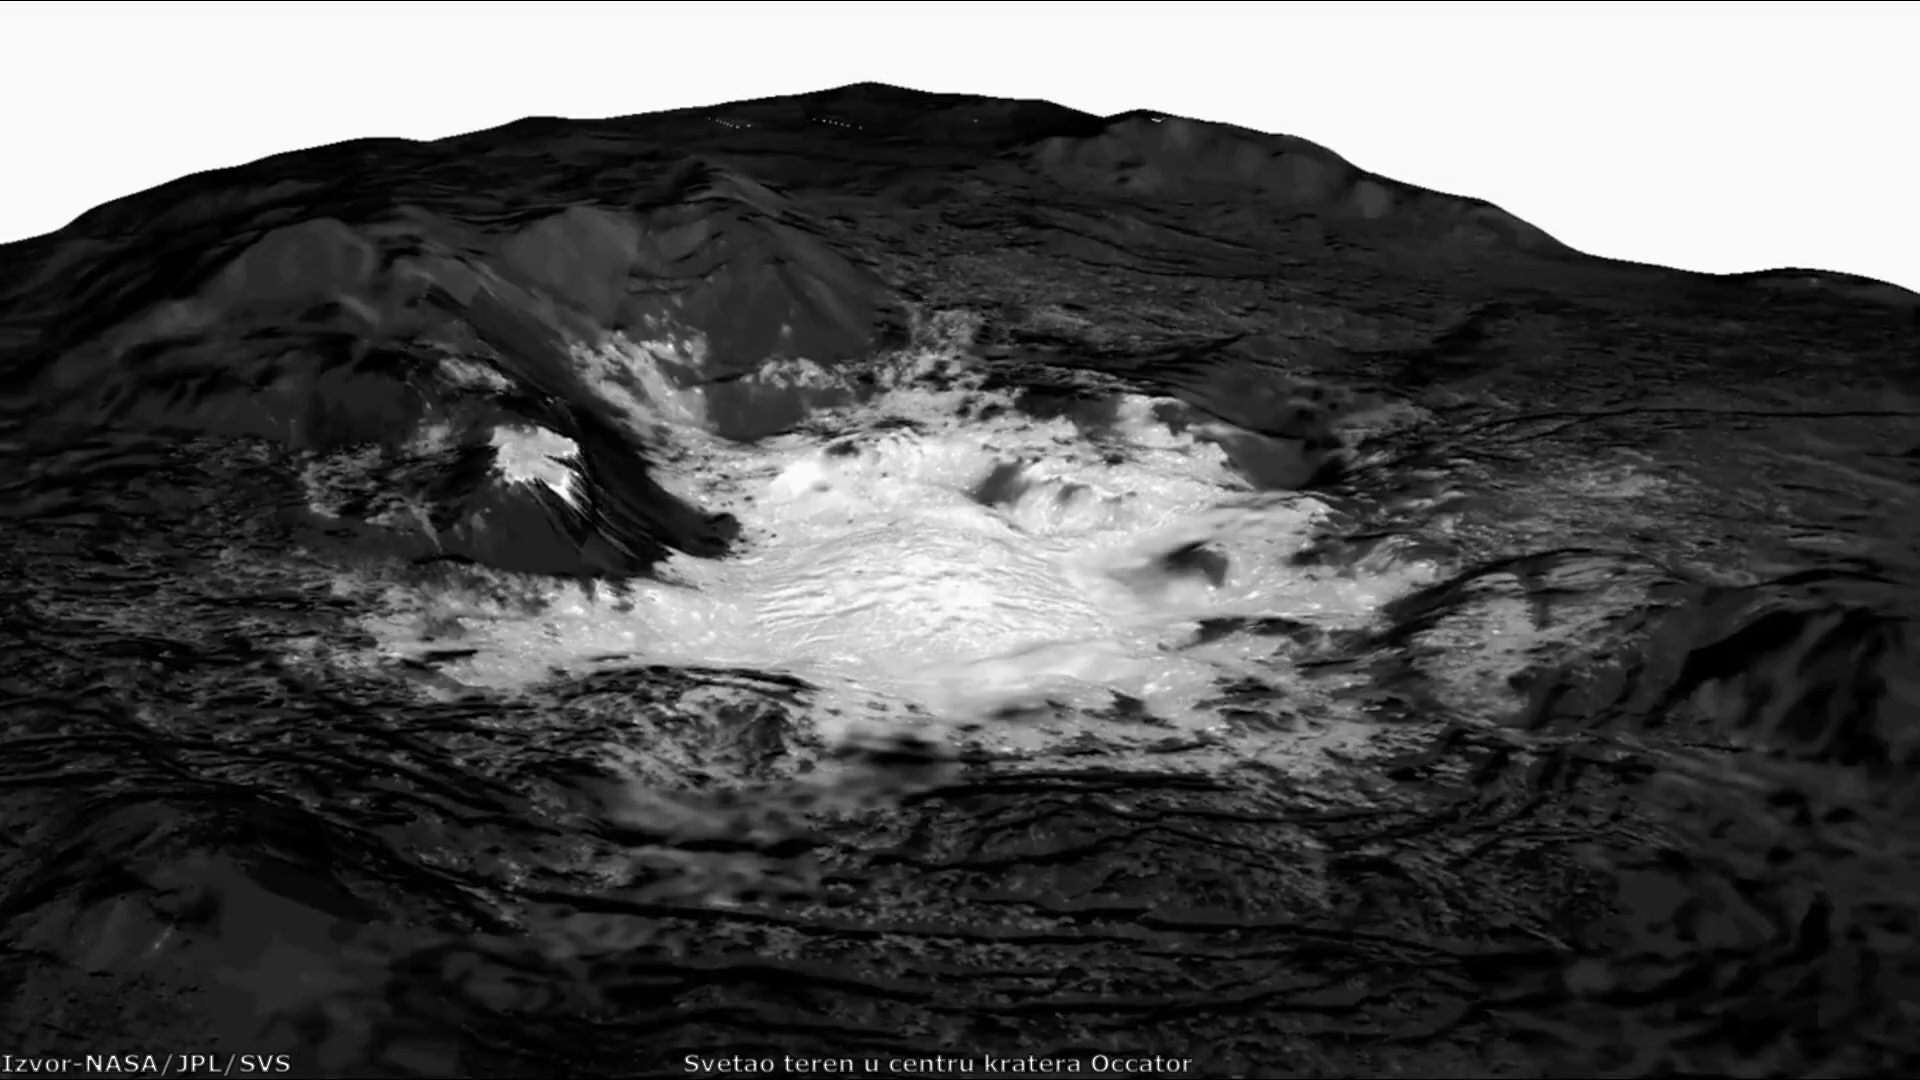 Izvor-NASA/JPL/SVS
Svetao teren u centru kratera Occator